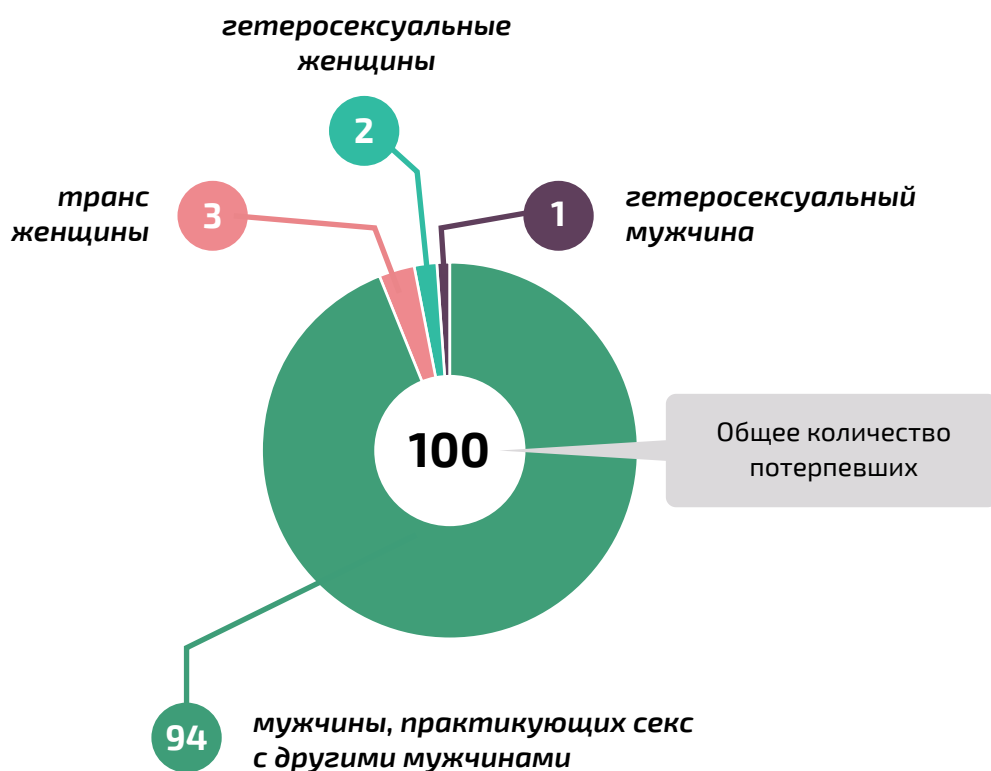 гетеросексуальные
женщины
2
транс
женщины
3
1
гетеросексуальный
мужчина
100
Общее количество
потерпевших
94
мужчины, практикующих секс
с другими мужчинами